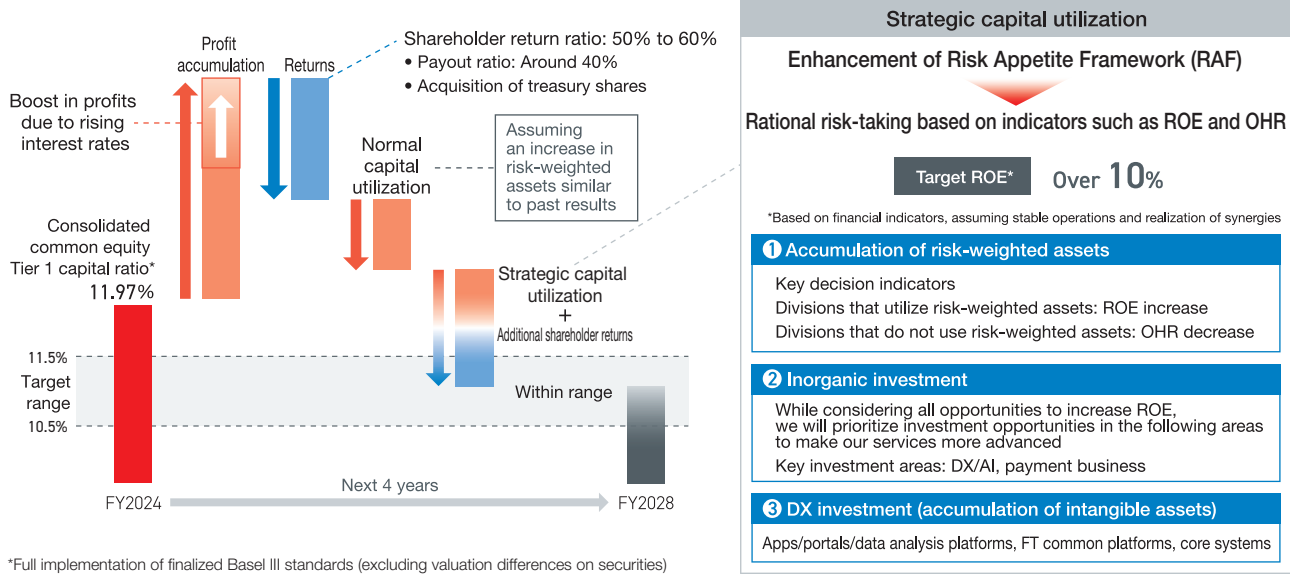 Profit
accumulation
Returns
Shareholder return ratio: 50% to 60%
• Payout ratio: Around 40%
• Acquisition of treasury shares
Boost in profits
due to rising
interest rates
Normal
capital
utilization
Assuming
an increase in
risk-weighted
assets similar
to past results
Consolidated
common equity
Tier 1 capital ratio*
11.97%
Strategic capital
utilization
+
Additional shareholder returns
11.5%
Target
range
10.5%
Within range
FY2024
Next 4 years
FY2028
*Full implementation of finalized Basel III standards (excluding valuation differences on securities)
Strategic capital utilization
Enhancement of Risk Appetite Framework (RAF)
Rational risk-taking based on indicators such as ROE and OHR
Target ROE*
Over 10%
*Based on financial indicators, assuming stable operations and realization of synergies
❶ Accumulation of risk-weighted assets
Key decision indicators
Divisions that utilize risk-weighted assets: ROE increase
Divisions that do not use risk-weighted assets: OHR decrease
❷ Inorganic investment
While considering all opportunities to increase ROE,
we will prioritize investment opportunities in the following areas
to make our services more advanced
Key investment areas: DX/AI, payment business
❸ DX investment (accumulation of intangible assets)
Apps/portals/data analysis platforms, FT common platforms, core systems